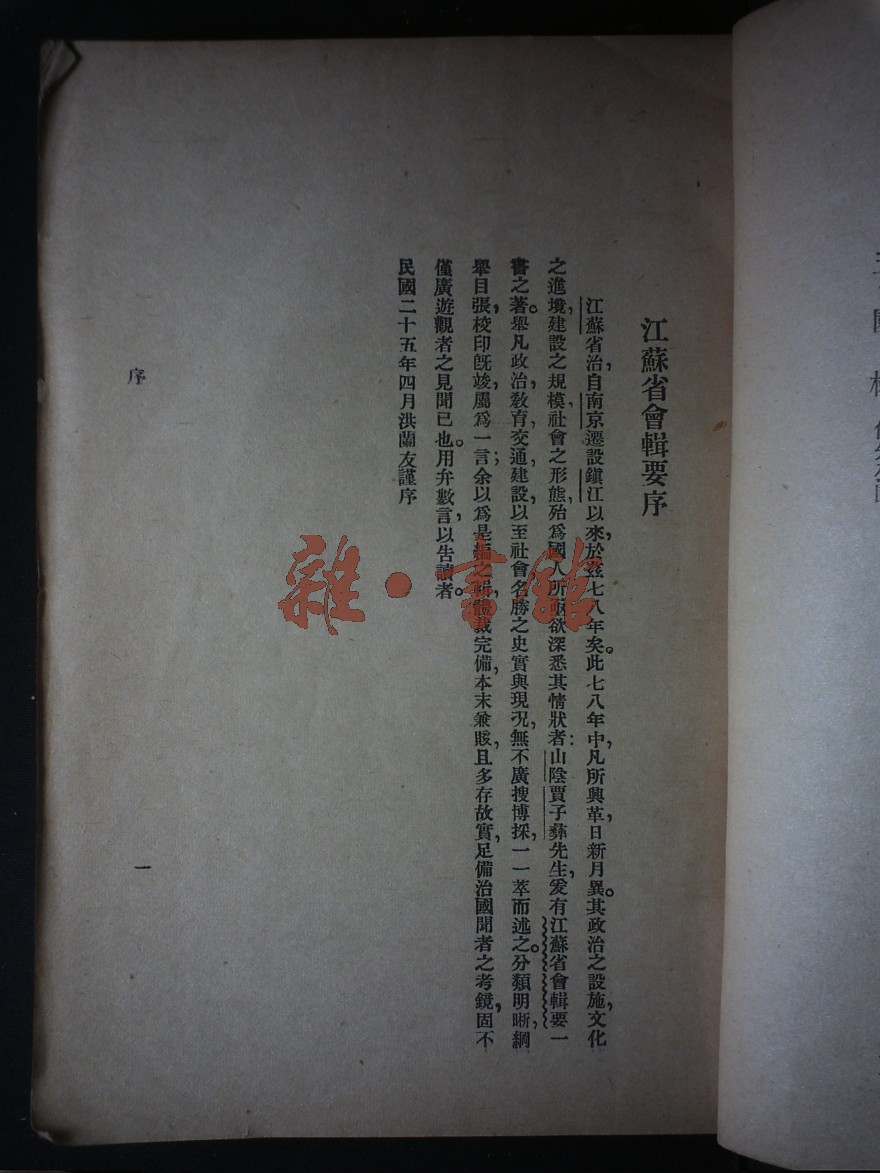 江蘇省會輯要序
江蘇省治，自南京遷設鎮江以來，於茲七八年矣。此七八年中，凡所興革，日新月異。其政治之設施，文化
之進境，建設之規模，社會之形態，殆爲國人所亟欲深悉其情狀者：山陰賈子彝先生，爰有江蘇省會輯要一
書之著。舉凡政治，敎育，交通，建設，以至社會名勝之史實與現況，無不廣搜博採，一一萃而述之。分類明晰，綱
舉目張，校印旣竣，屬爲一言；余以爲是編之輯，體裁完備，本末兼賅，且多存故實，足備治國聞者之考鏡，固不
僅廣遊觀者之見聞已也。用弁數言，以告讀者。
民國二十五年四月洪蘭友謹序
序
一
雜·書館